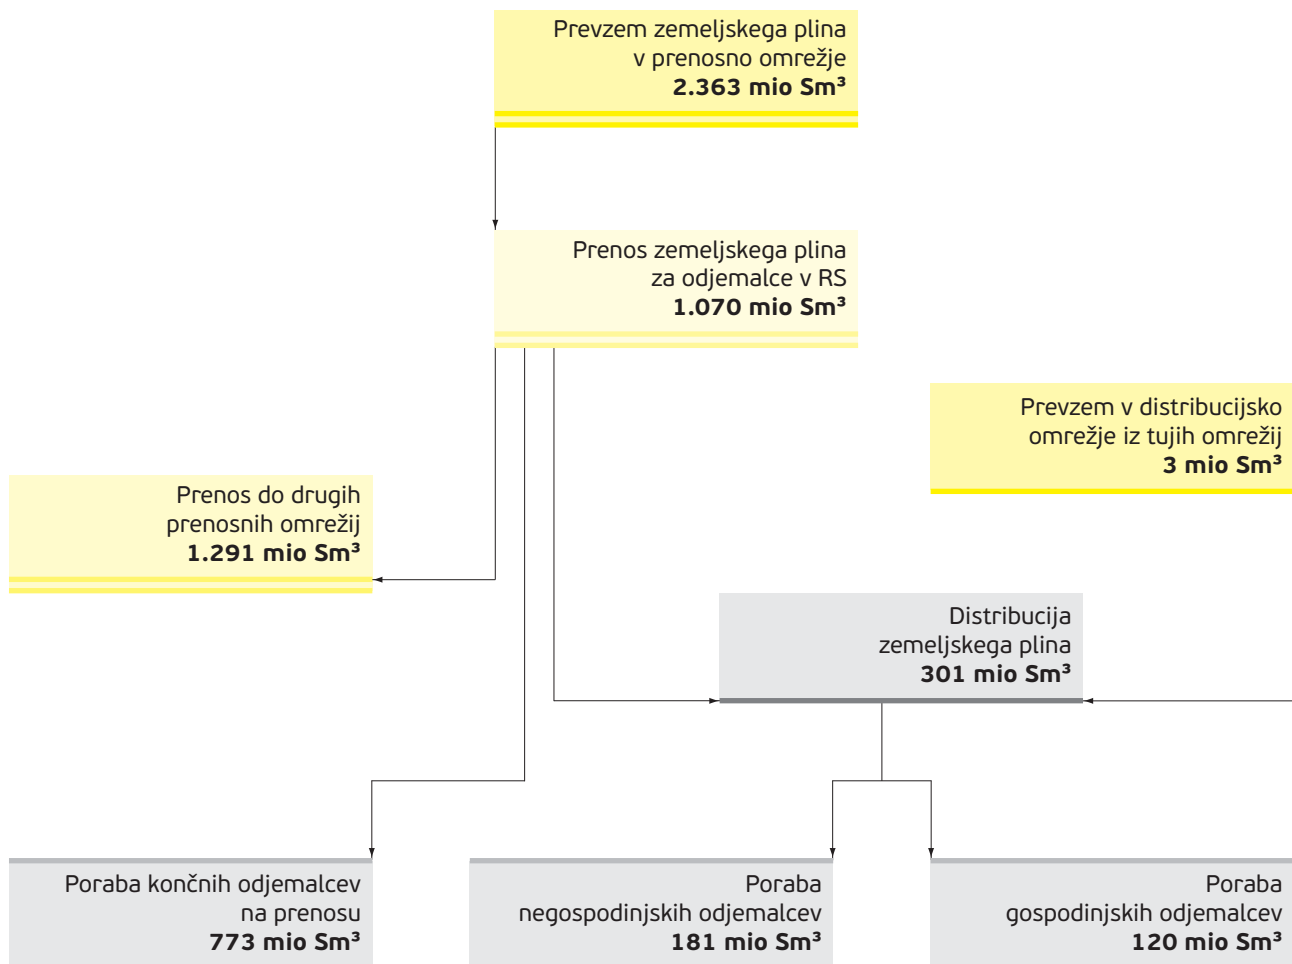 Prevzem zemeljskega plina
v prenosno omrežje
2.363 mio Sm³
Prenos zemeljskega plina
za odjemalce v RS
1.070 mio Sm³
Prevzem v distribucijsko
omrežje iz tujih omrežij
3 mio Sm³
Prenos do drugih
prenosnih omrežij
1.291 mio Sm³
Distribucija
zemeljskega plina
301 mio Sm³
Poraba končnih odjemalcev
na prenosu
773 mio Sm³
Poraba
negospodinjskih odjemalcev
181 mio Sm³
Poraba
gospodinjskih odjemalcev
120 mio Sm³